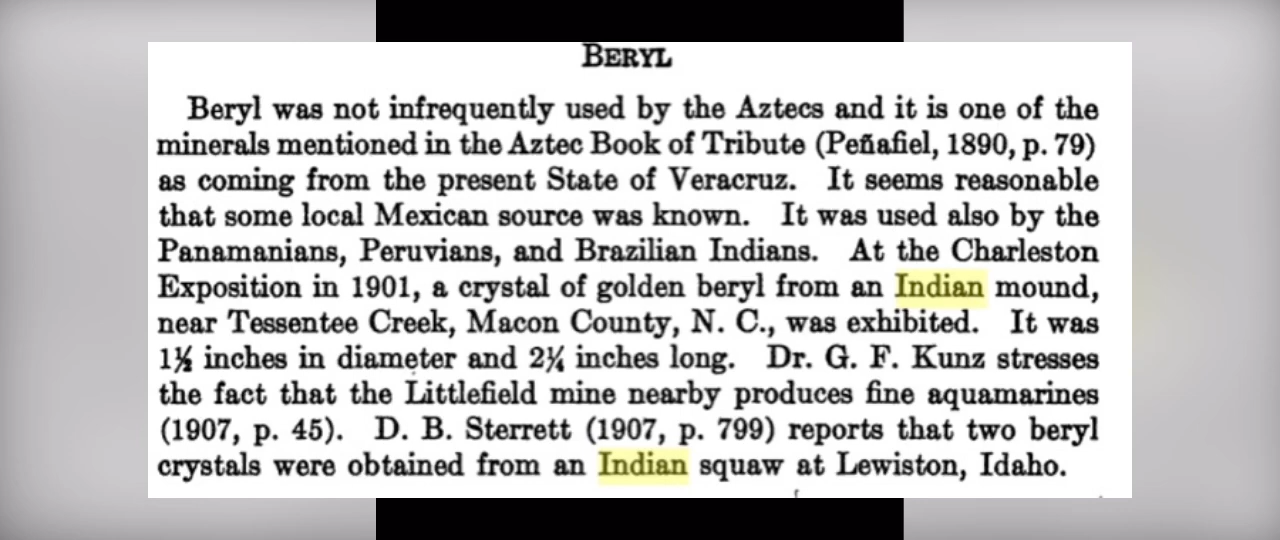 BERYL
Beryl was not infrequently used by the Aztecs and it is one of the
minerals mentioned in the Aztec Book of Tribute (Peñafiel, 1890, p. 79)
as coming from the present State of Veracruz. It seems reasonable
that some local Mexican source was known. It was used also by the
Panamanians, Peruvians, and Brazilian Indians. At the Charleston
Exposition in 1901, a crystal of golden beryl from an Indian mound,
near Tessentee Creek, Macon County, N. C., was exhibited. It was
1½ inches in diameter and 2¼ inches long. Dr. G. F. Kunz stresses
the fact that the Littlefield mine nearby produces fine aquamarines
(1907, p. 45). D. B. Sterrett (1907, p. 799) reports that two beryl
crystals were obtained from an Indian squaw at Lewiston, Idaho.